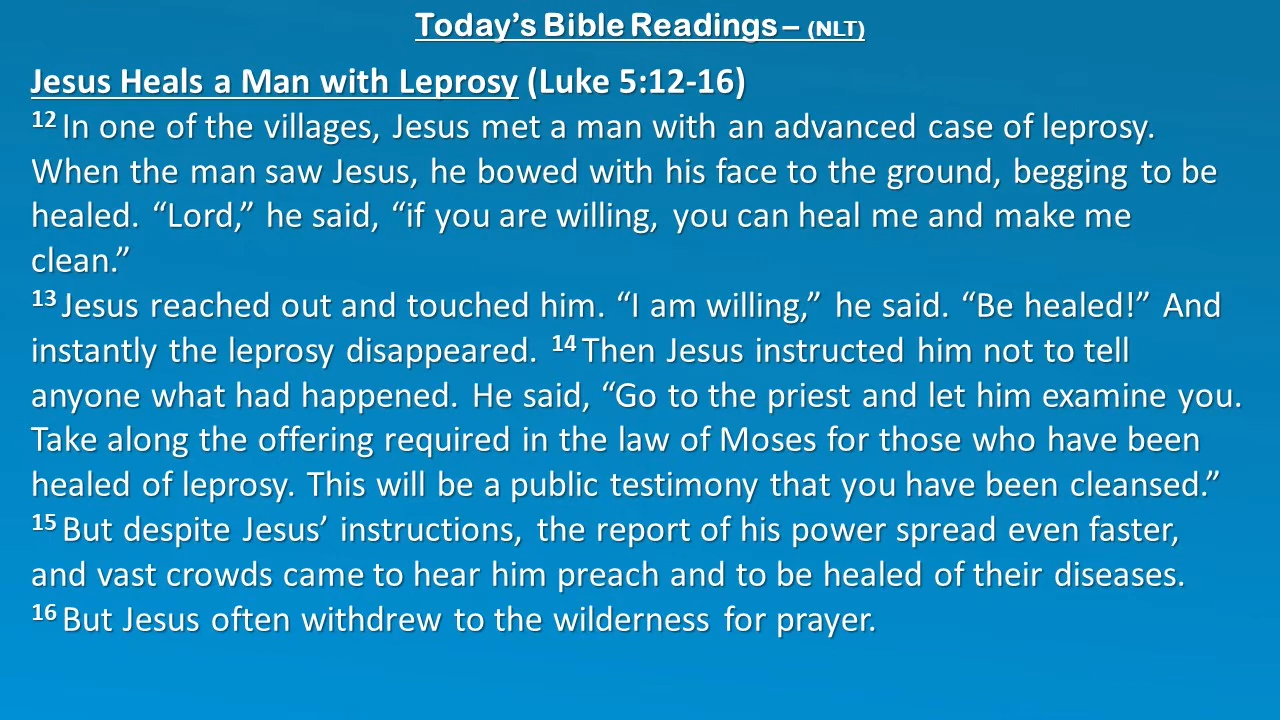 Today’s Bible Readings – (NLT)
Jesus Heals a Man with Leprosy (Luke 5:12-16)
12 In one of the villages, Jesus met a man with an advanced case of leprosy.
When the man saw Jesus, he bowed with his face to the ground, begging to be
healed. “Lord,” he said, “if you are willing, you can heal me and make me
clean.”
13 Jesus reached out and touched him. “I am willing,” he said. “Be healed!” And
instantly the leprosy disappeared. 14 Then Jesus instructed him not to tell
anyone what had happened. He said, “Go to the priest and let him examine you.
Take along the offering required in the law of Moses for those who have been
healed of leprosy. This will be a public testimony that you have been cleansed.”
15 But despite Jesus’ instructions, the report of his power spread even faster,
and vast crowds came to hear him preach and to be healed of their diseases.
16 But Jesus often withdrew to the wilderness for prayer.